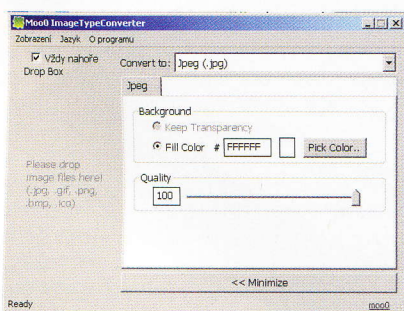 Moo0 ImageTypeConverter
Zobrazení Jazyk O programu
Vždy nahoře
Drop Box
Convert to: Jpeg (.jpg)
Jpeg
Background
Keep Transparency
Fill Color # FFFFFF Pick Color..
Please drop
image files here!
(.jpg, .gif, .png,
.bmp, .ico)
Quality
100
<< Minimize
Ready
moo0